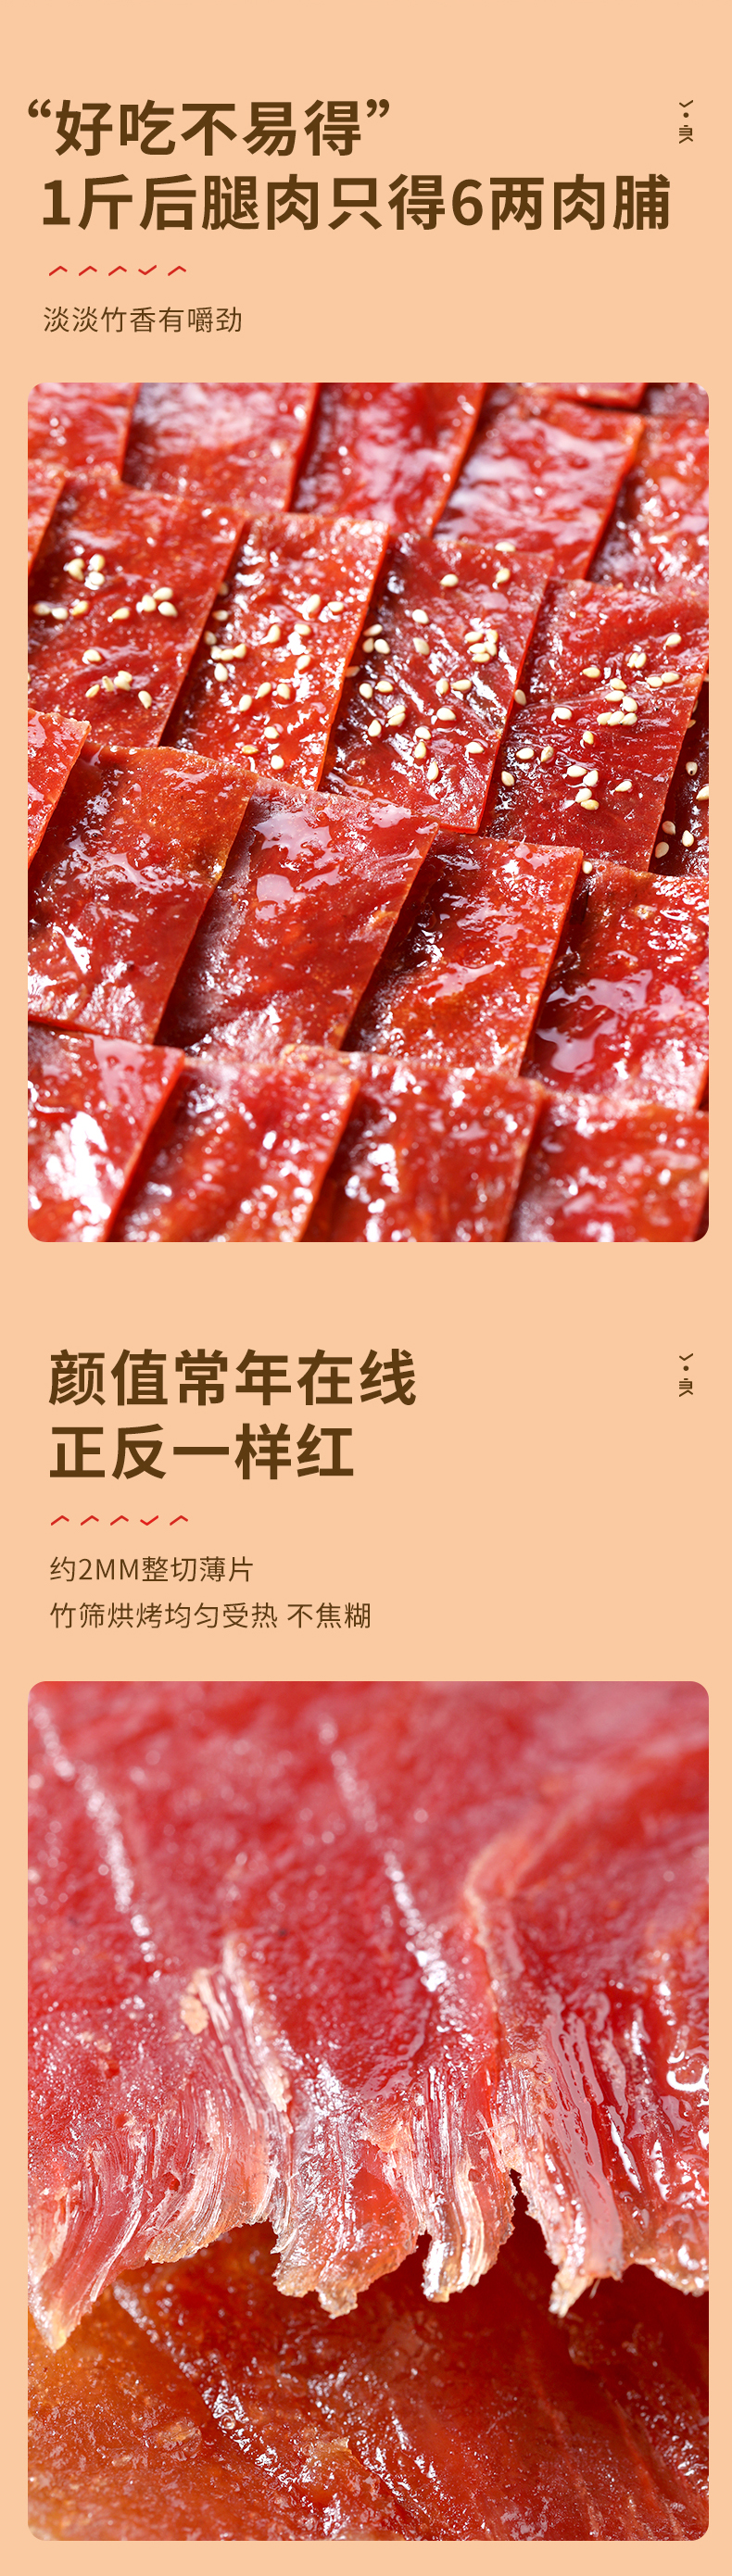 “好吃不易得”
1斤后腿肉只得6两肉脯
淡淡竹香有嚼劲
颜值常年在线
正反一样红
约2MM整切薄片
竹筛烘烤均匀受热 不焦糊